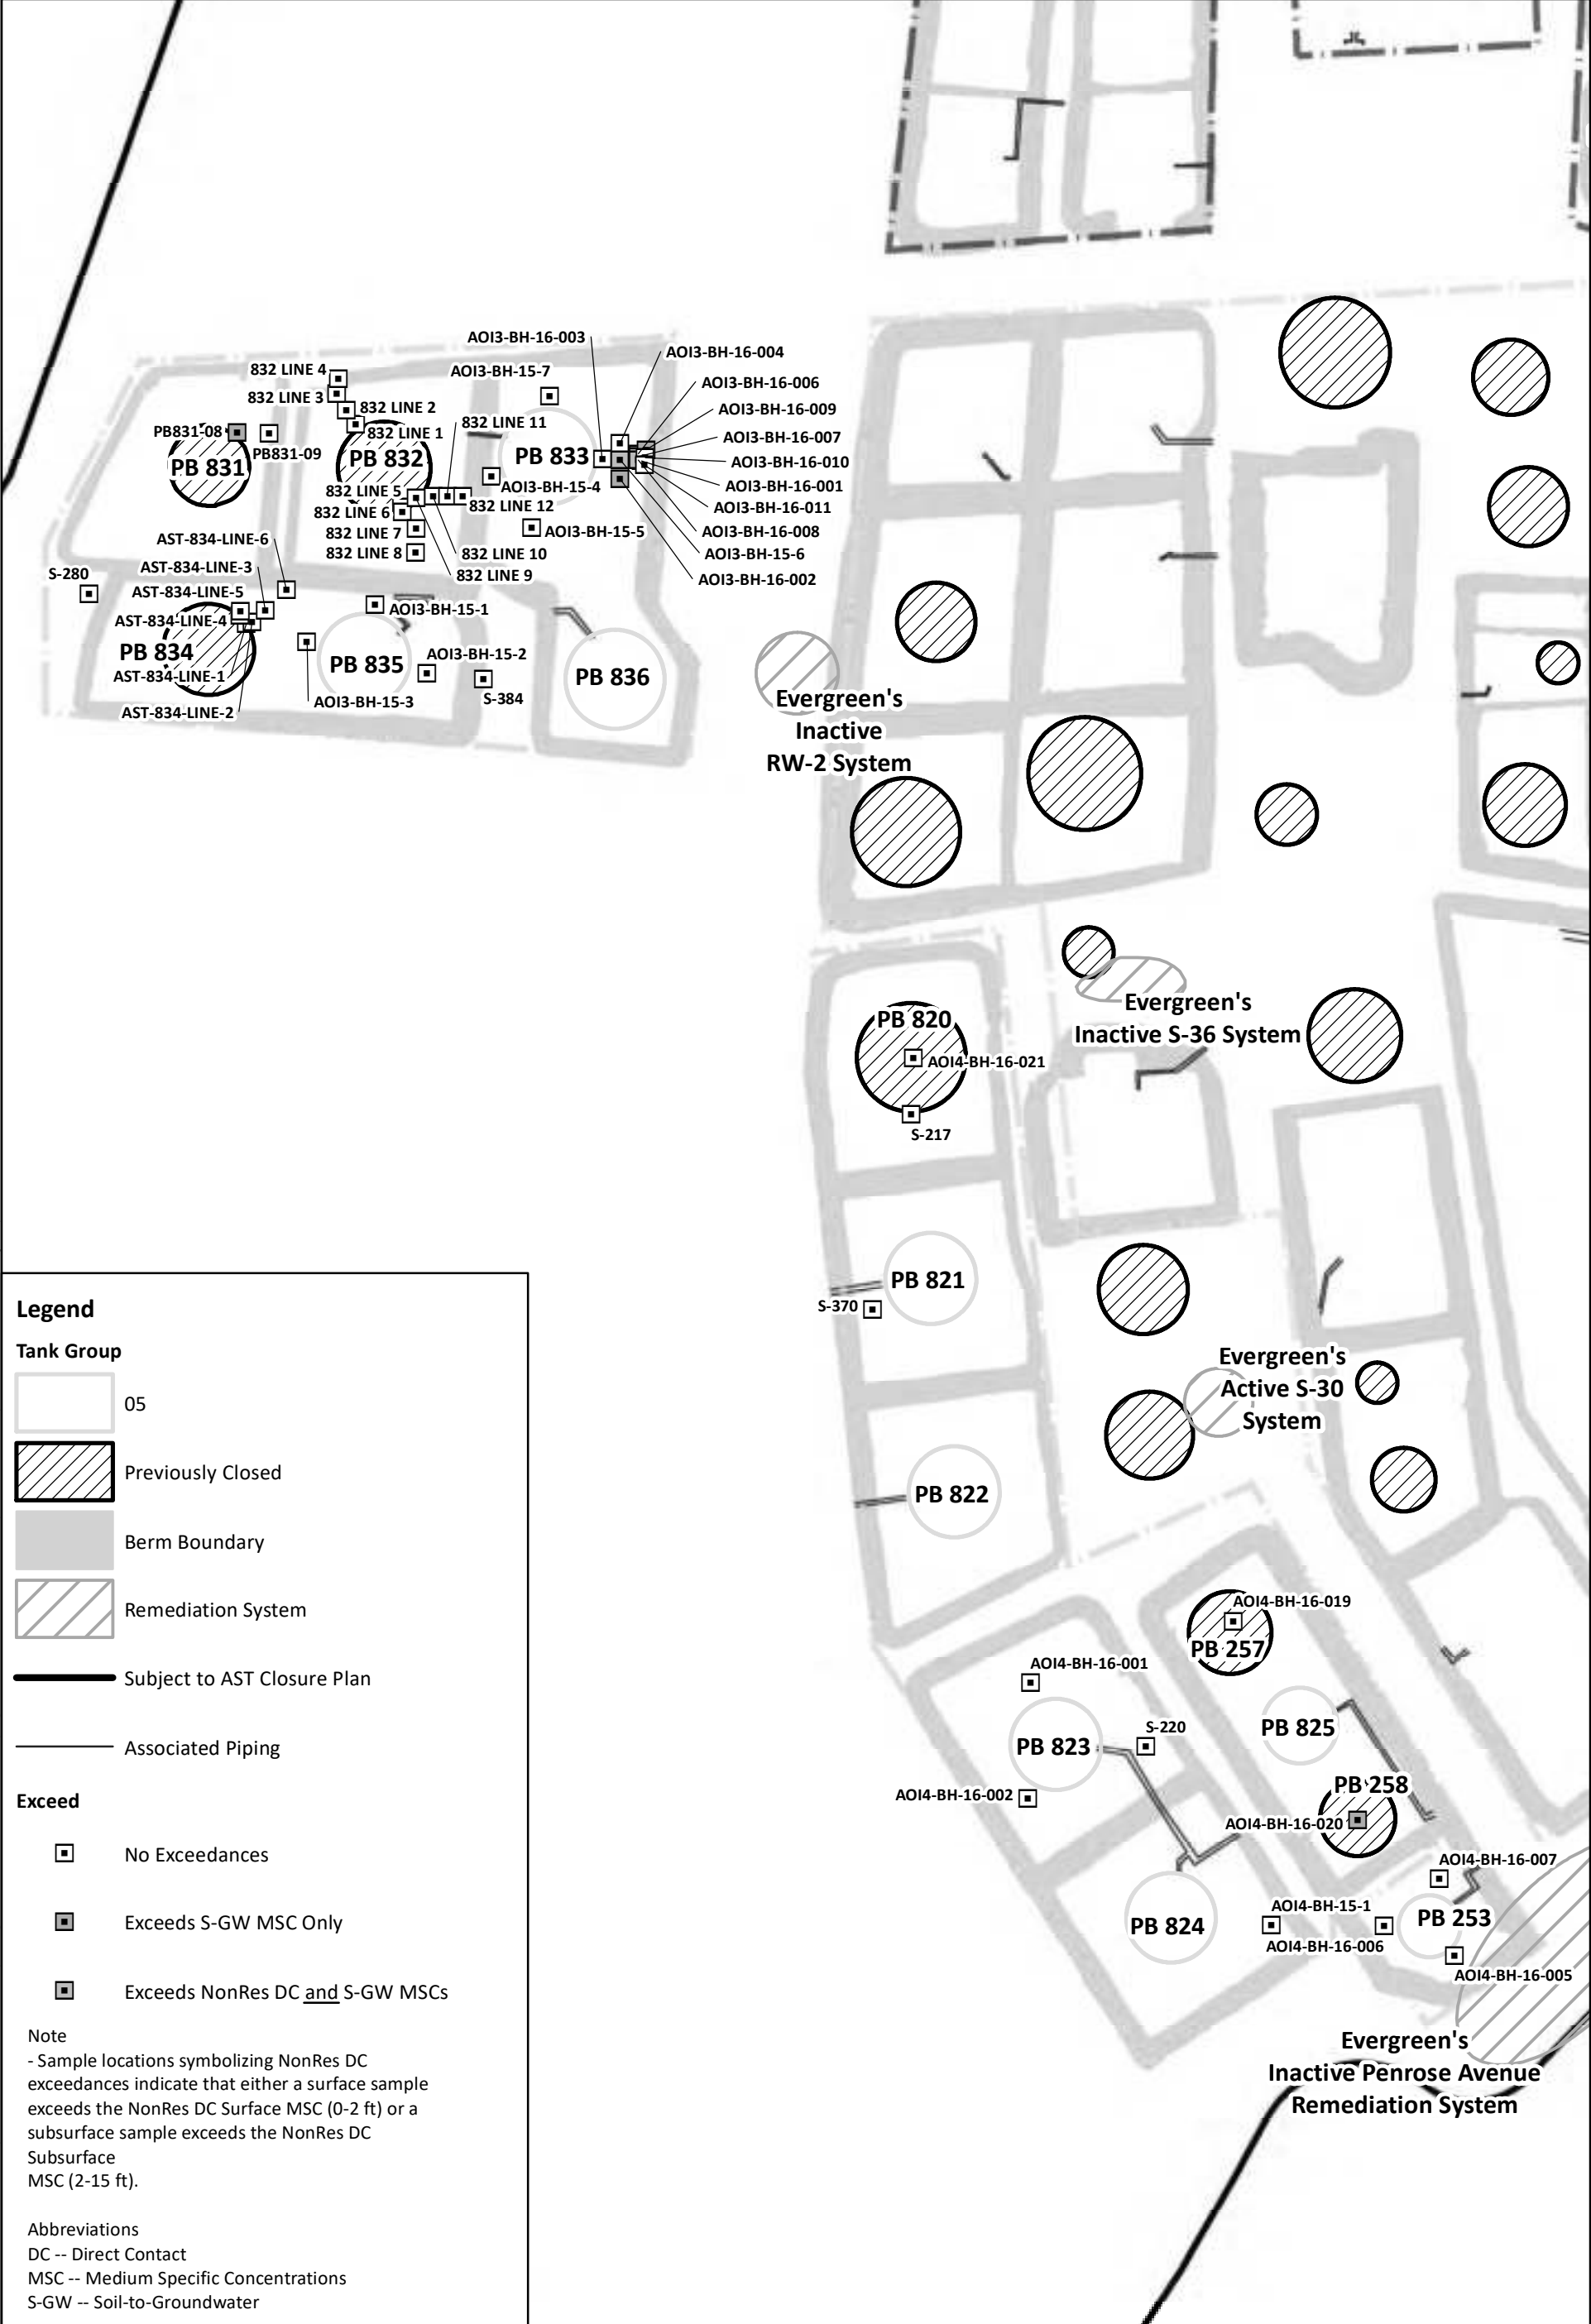 AOI3-BH-16-003
AOI3-BH-16-004
832 LINE 4
AOI3-BH-15-7
AOI3-BH-16-006
832 LINE 3
832 LINE 2
AOI3-BH-16-009
832 LINE 11
PB831-08
832 LINE 1
AOI3-BH-16-007
PB831-09
PB 831
PB 832
PB 833
AOI3-BH-16-010
832 LINE 5
AOI3-BH-15-4
AOI3-BH-16-001
832 LINE 6
832 LINE 12
AOI3-BH-16-011
832 LINE 7
AOI3-BH-15-5
AOI3-BH-16-008
AST-834-LINE-6
832 LINE 8
832 LINE 10
AOI3-BH-15-6
S-280
AST-834-LINE-3
832 LINE 9
AOI3-BH-16-002
AST-834-LINE-5
AOI3-BH-15-1
AST-834-LINE-4
PB 834
PB 835
AOI3-BH-15-2
PB 836
AST-834-LINE-1
AOI3-BH-15-3
S-384
AST-834-LINE-2
Evergreen's
Inactive
RW-2 System
Evergreen's
Inactive S-36 System
PB 820
AOI4-BH-16-021
S-217
PB 821
S-370
Evergreen's
Active S-30
System
PB 822
AOI4-BH-16-019
PB 257
AOI4-BH-16-001
S-220
PB 825
PB 823
PB 258
AOI4-BH-16-002
AOI4-BH-16-020
AOI4-BH-16-007
AOI4-BH-15-1
PB 253
PB 824
AOI4-BH-16-006
AOI4-BH-16-005
Evergreen's
Inactive Penrose Avenue
Remediation System
Legend
Tank Group
05
Previously Closed
Berm Boundary
Remediation System
Subject to AST Closure Plan
Associated Piping
Exceed
No Exceedances
Exceeds S-GW MSC Only
Exceeds NonRes DC and S-GW MSCs
Note
- Sample locations symbolizing NonRes DC
exceedances indicate that either a surface sample
exceeds the NonRes DC Surface MSC (0-2 ft) or a
subsurface sample exceeds the NonRes DC
Subsurface
MSC (2-15 ft).
Abbreviations
DC -- Direct Contact
MSC -- Medium Specific Concentrations
S-GW -- Soil-to-Groundwater